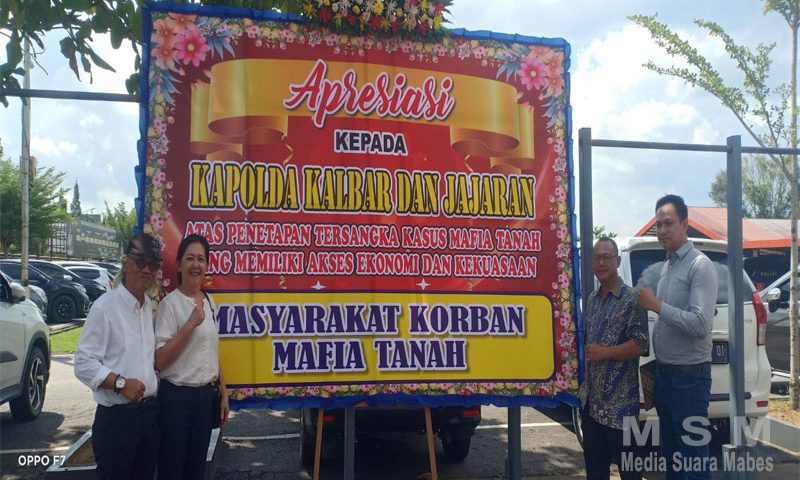 Apresiasi
KEPADA
KAPOLDA KALBAR DAN JAJARAN
ATAS PENETAPAN TERSANGKA KASUS MAFIA TANAH
YANG MEMILIKI AKSES EKONOMI DAN KEKUASAAN
MASYARAKAT KORBAN
MAFIA TANAH
OPPO F7
M S M
Media Suara Mabes